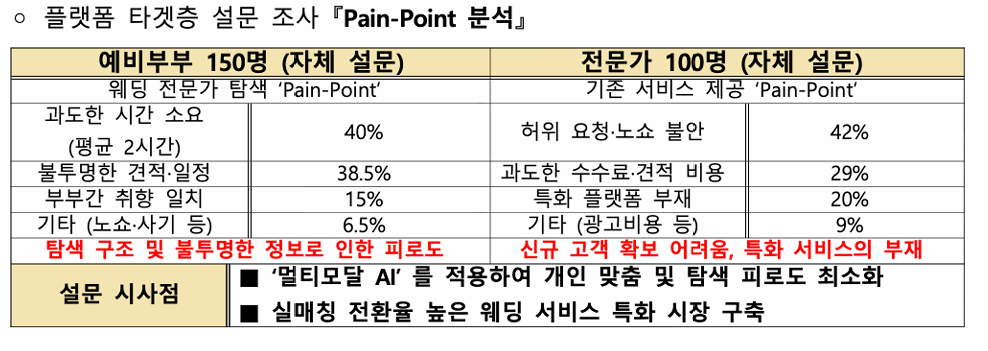 ○ 플랫폼 타겟층 설문 조사 『Pain-Point 분석』
예비부부 150명 (자체 설문) 전문가 100명 (자체 설문)
웨딩 전문가 탐색 ‘Pain-Point‘ 기존 서비스 제공 ‘Pain-Point‘
과도한 시간 소요
(평균 2시간) 40% 허위 요청·노쇼 불안 42%
불투명한 견적·일정 38.5% 과도한 수수료·견적 비용 29%
부부간 취향 일치 15% 특화 플랫폼 부재 20%
기타 (노쇼·사기 등) 6.5% 기타 (광고비용 등) 9%
탐색 구조 및 불투명한 정보로 인한 피로도 신규 고객 확보 어려움, 특화 서비스의 부재
설문 시사점
■ ‘멀티모달 AI’ 를 적용하여 개인 맞춤 및 탐색 피로도 최소화
■ 실매칭 전환율 높은 웨딩 서비스 특화 시장 구축